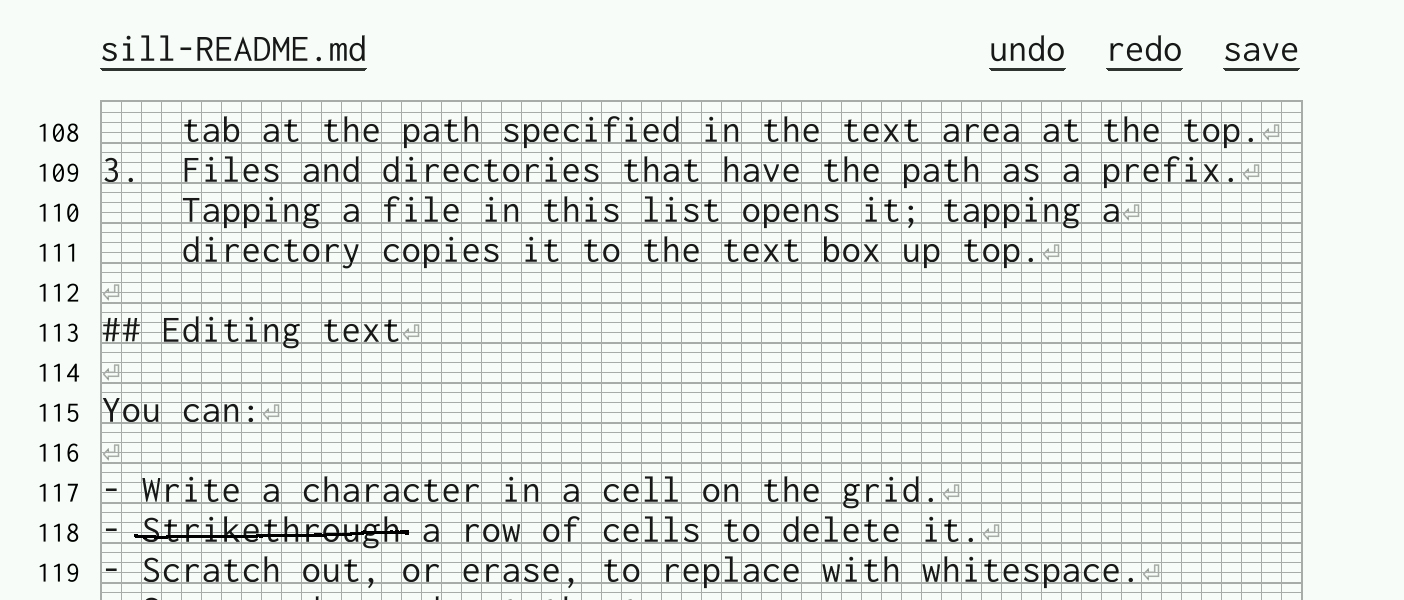 sill-README.md undo redo save
108 tab at the path specified in the text area at the top.⏎
109 3. Files and directories that have the path as a prefix.⏎
110 Tapping a file in this list opens it; tapping a⏎
111 directory copies it to the text box up top.⏎
112 ⏎
113 ## Editing text⏎
114 ⏎
115 You can:⏎
116 ⏎
117 - Write a character in a cell on the grid.⏎
118 - Strikethrough a row of cells to delete it.⏎
119 - Scratch out, or erase, to replace with whitespace.⏎